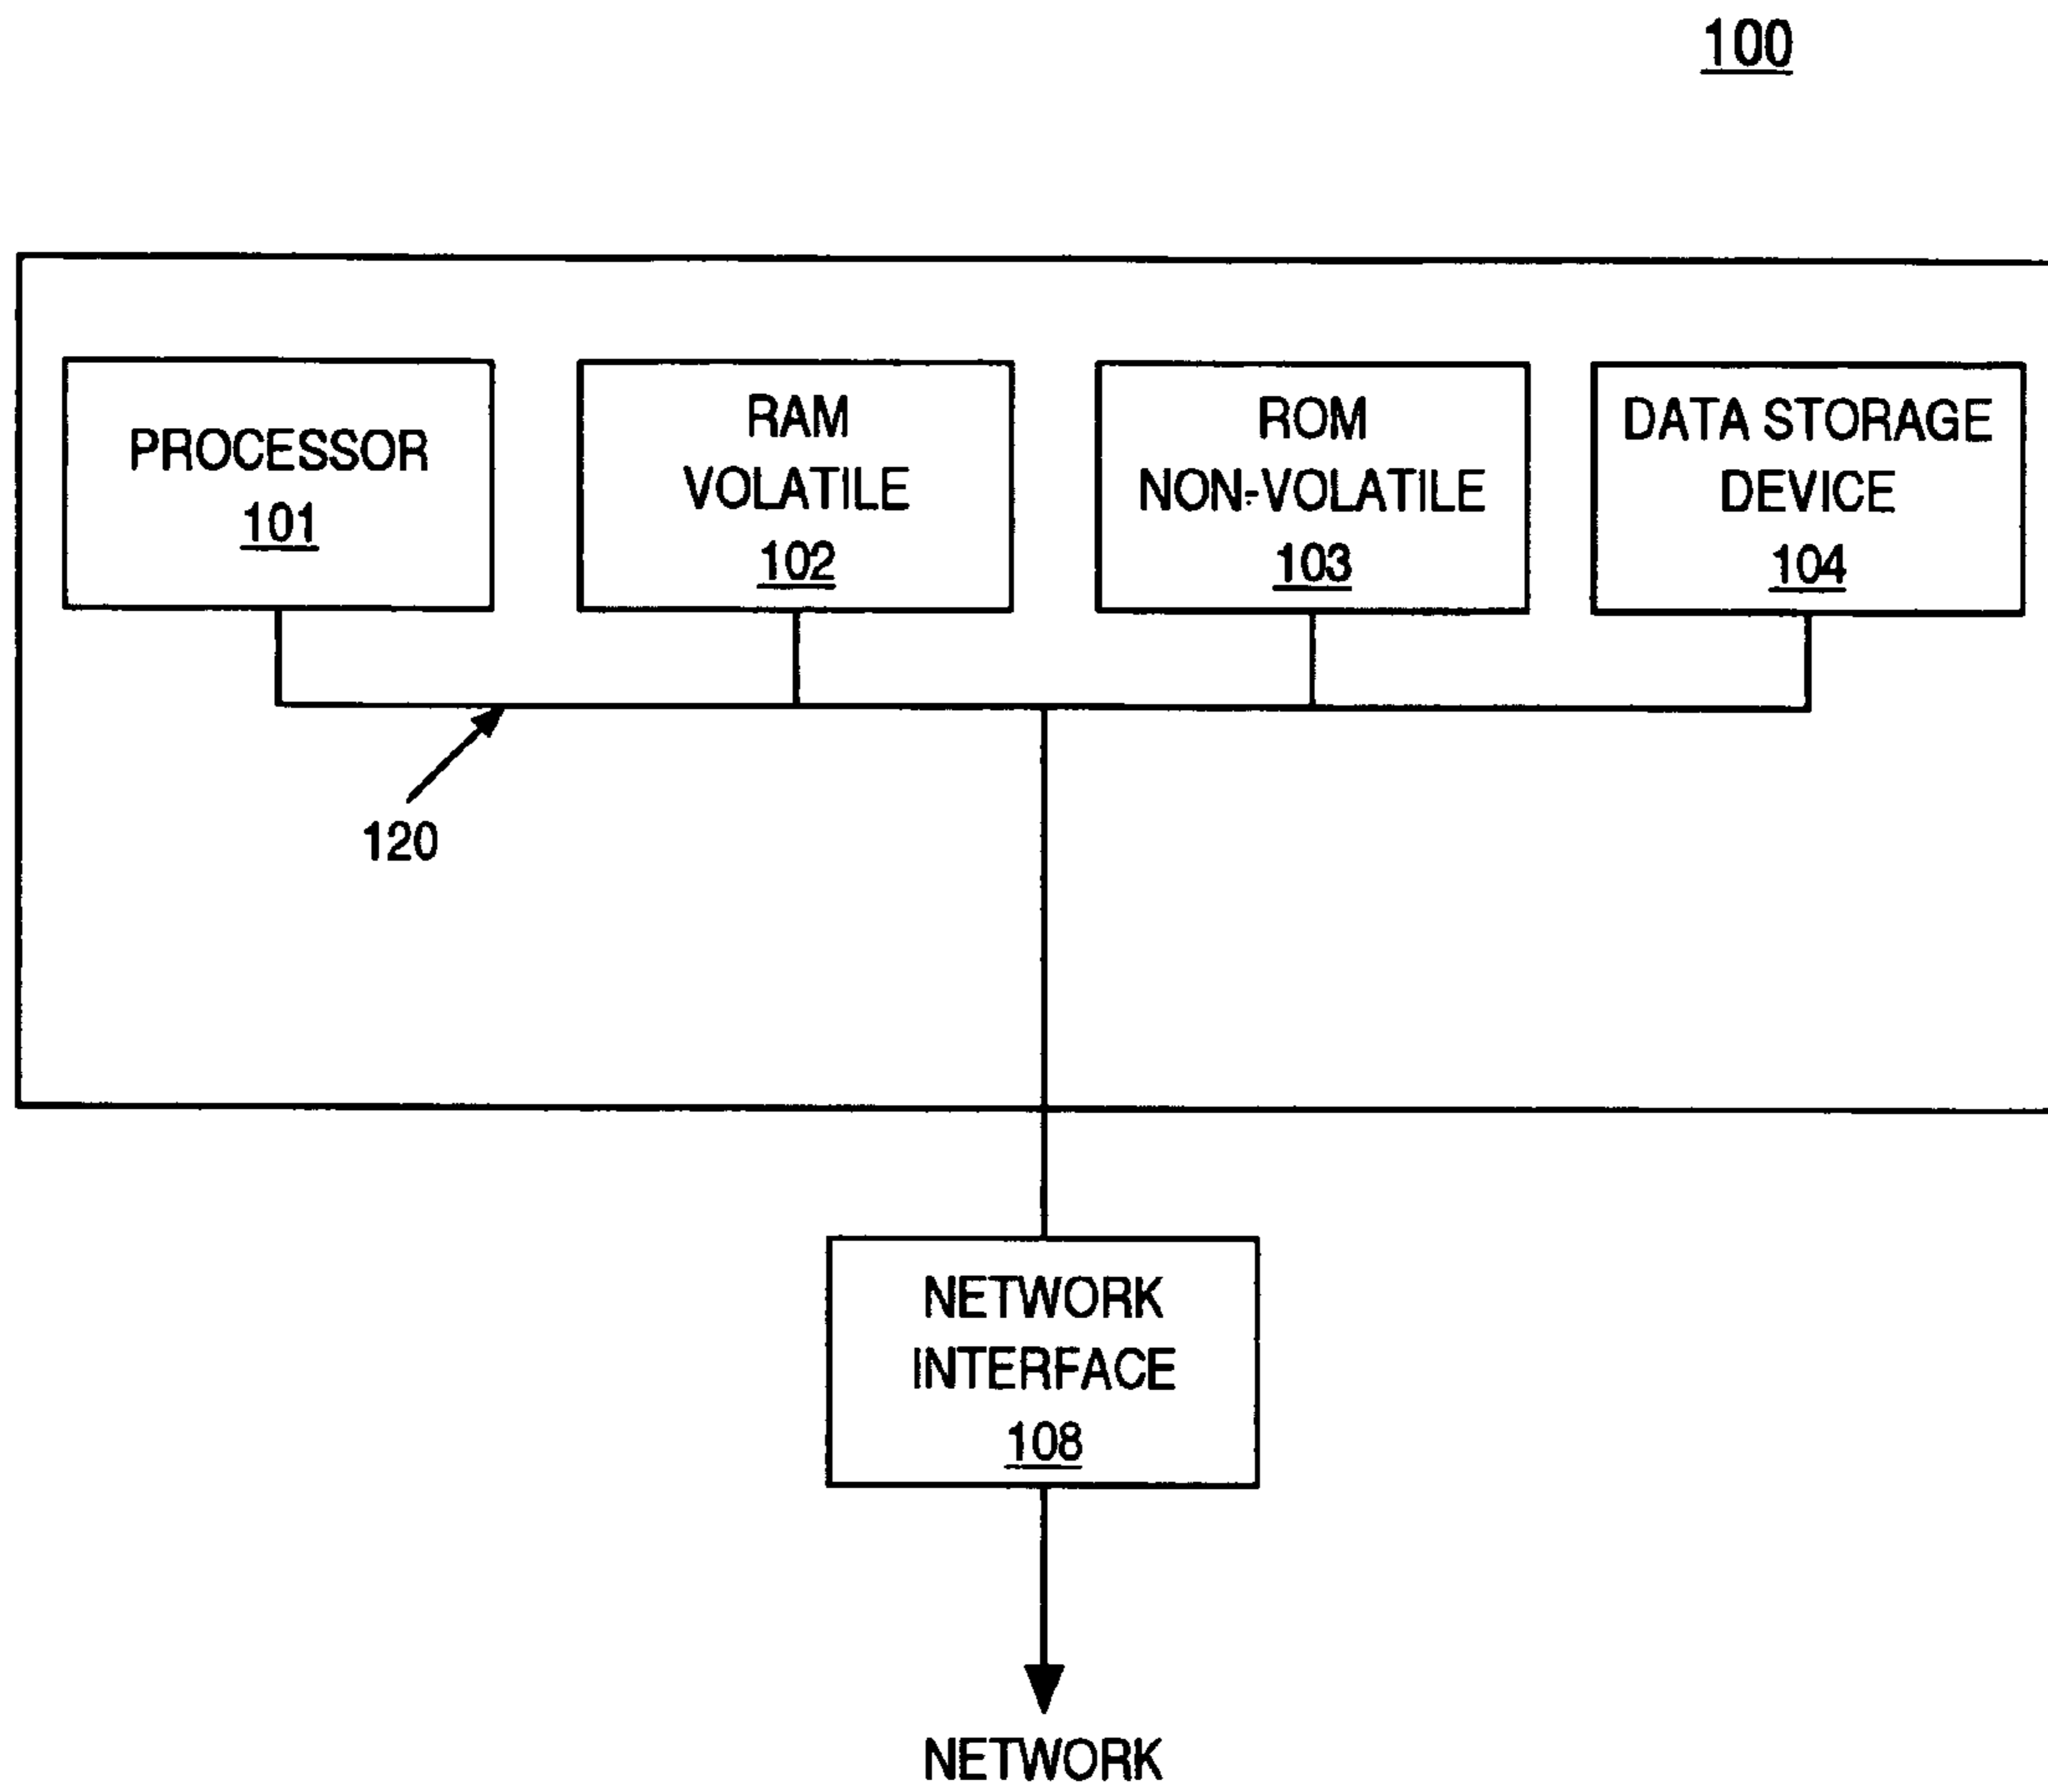 100
PROCESSOR
101
RAM
VOLATILE
102
ROM
NON-VOLATILE
103
DATA STORAGE
DEVICE
104
120
NETWORK
INTERFACE
108
NETWORK